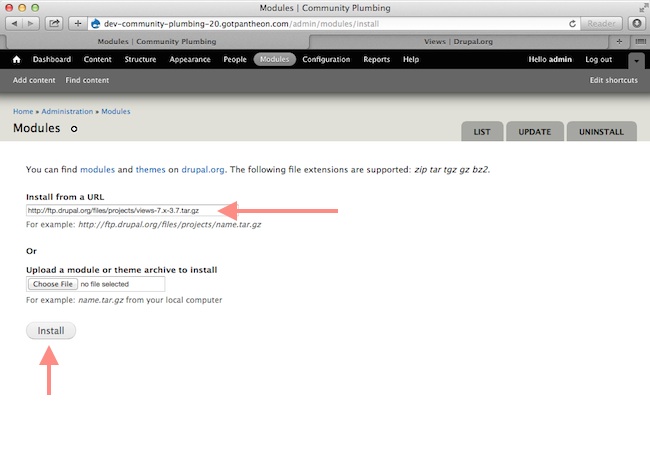 Modules | Community Plumbing
dev-community-plumbing-20.gotpantheon.com/admin/modules/install
Reader
Modules | Community Plumbing
Views | Drupal.org
Dashboard Content Structure Appearance People Modules Configuration Reports Help Hello admin Log out
Add content Find content Edit shortcuts
Home » Administration » Modules
Modules
LIST UPDATE UNINSTALL
You can find modules and themes on drupal.org. The following file extensions are supported: zip tar tgz gz bz2.
Install from a URL
http://ftp.drupal.org/files/projects/views-7.x-3.7.tar.gz
For example: http://ftp.drupal.org/files/projects/name.tar.gz
Or
Upload a module or theme archive to install
Choose File no file selected
For example: name.tar.gz from your local computer
Install